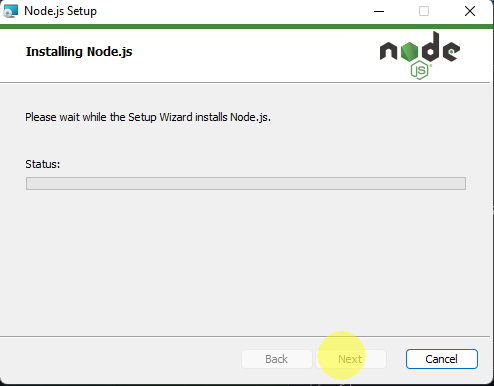 Node.js Setup
Installing Node.js
node
JS
Please wait while the Setup Wizard installs Node.js.
Status:
Back
Next
Cancel